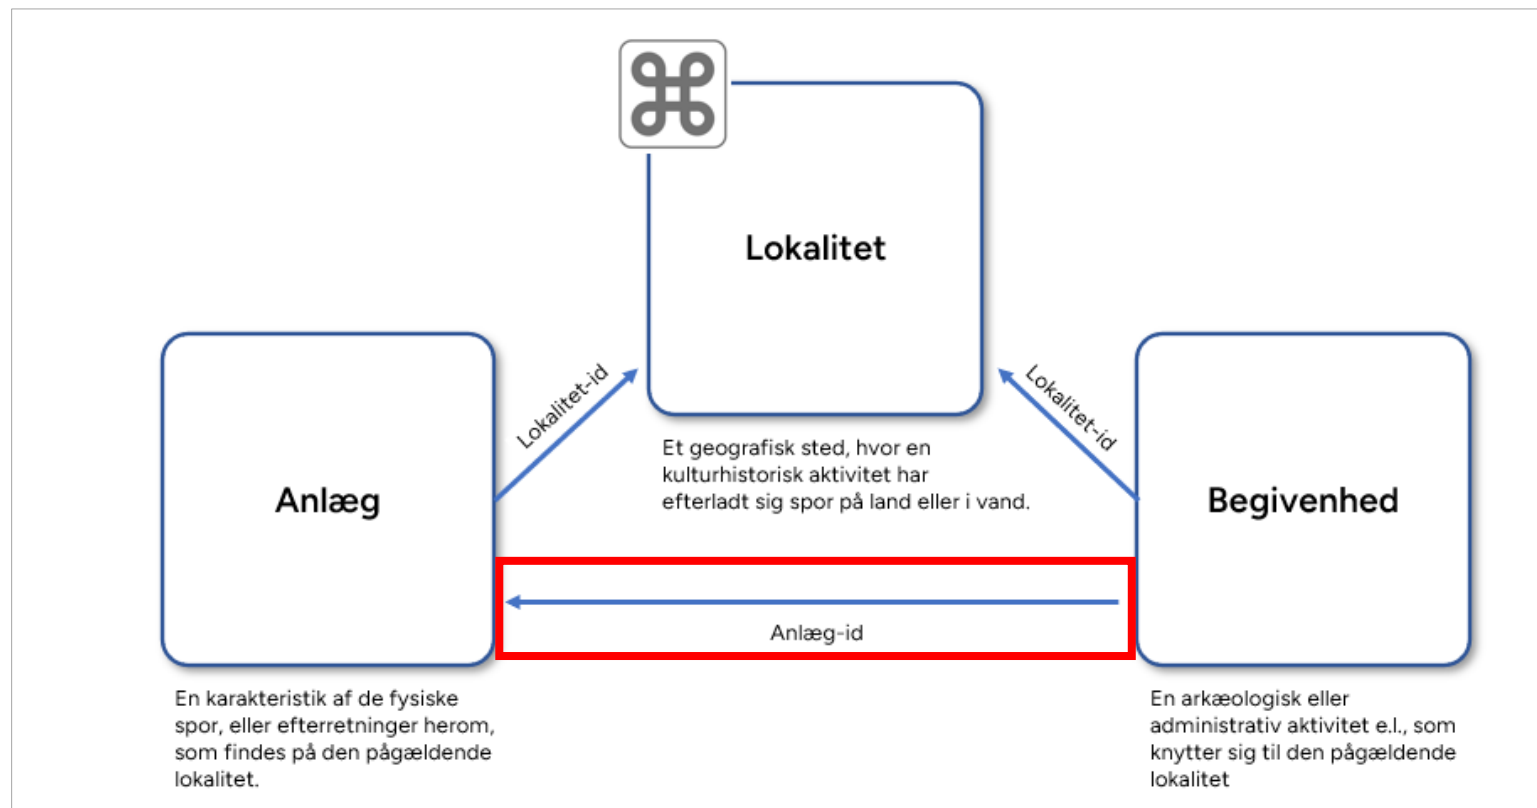 Lokalitet
Lokalitet-id
Lokalitet-id
Et geografisk sted, hvor en
kulturhistorisk aktivitet har
efterladt sig spor på land eller i vand.
Anlæg
Begivenhed
Anlæg-id
En karakteristik af de fysiske
spor, eller efterretninger herom,
som findes på den pågældende
lokalitet.
En arkæologisk eller
administrativ aktivitet e.l., som
knytter sig til den pågældende
lokalitet